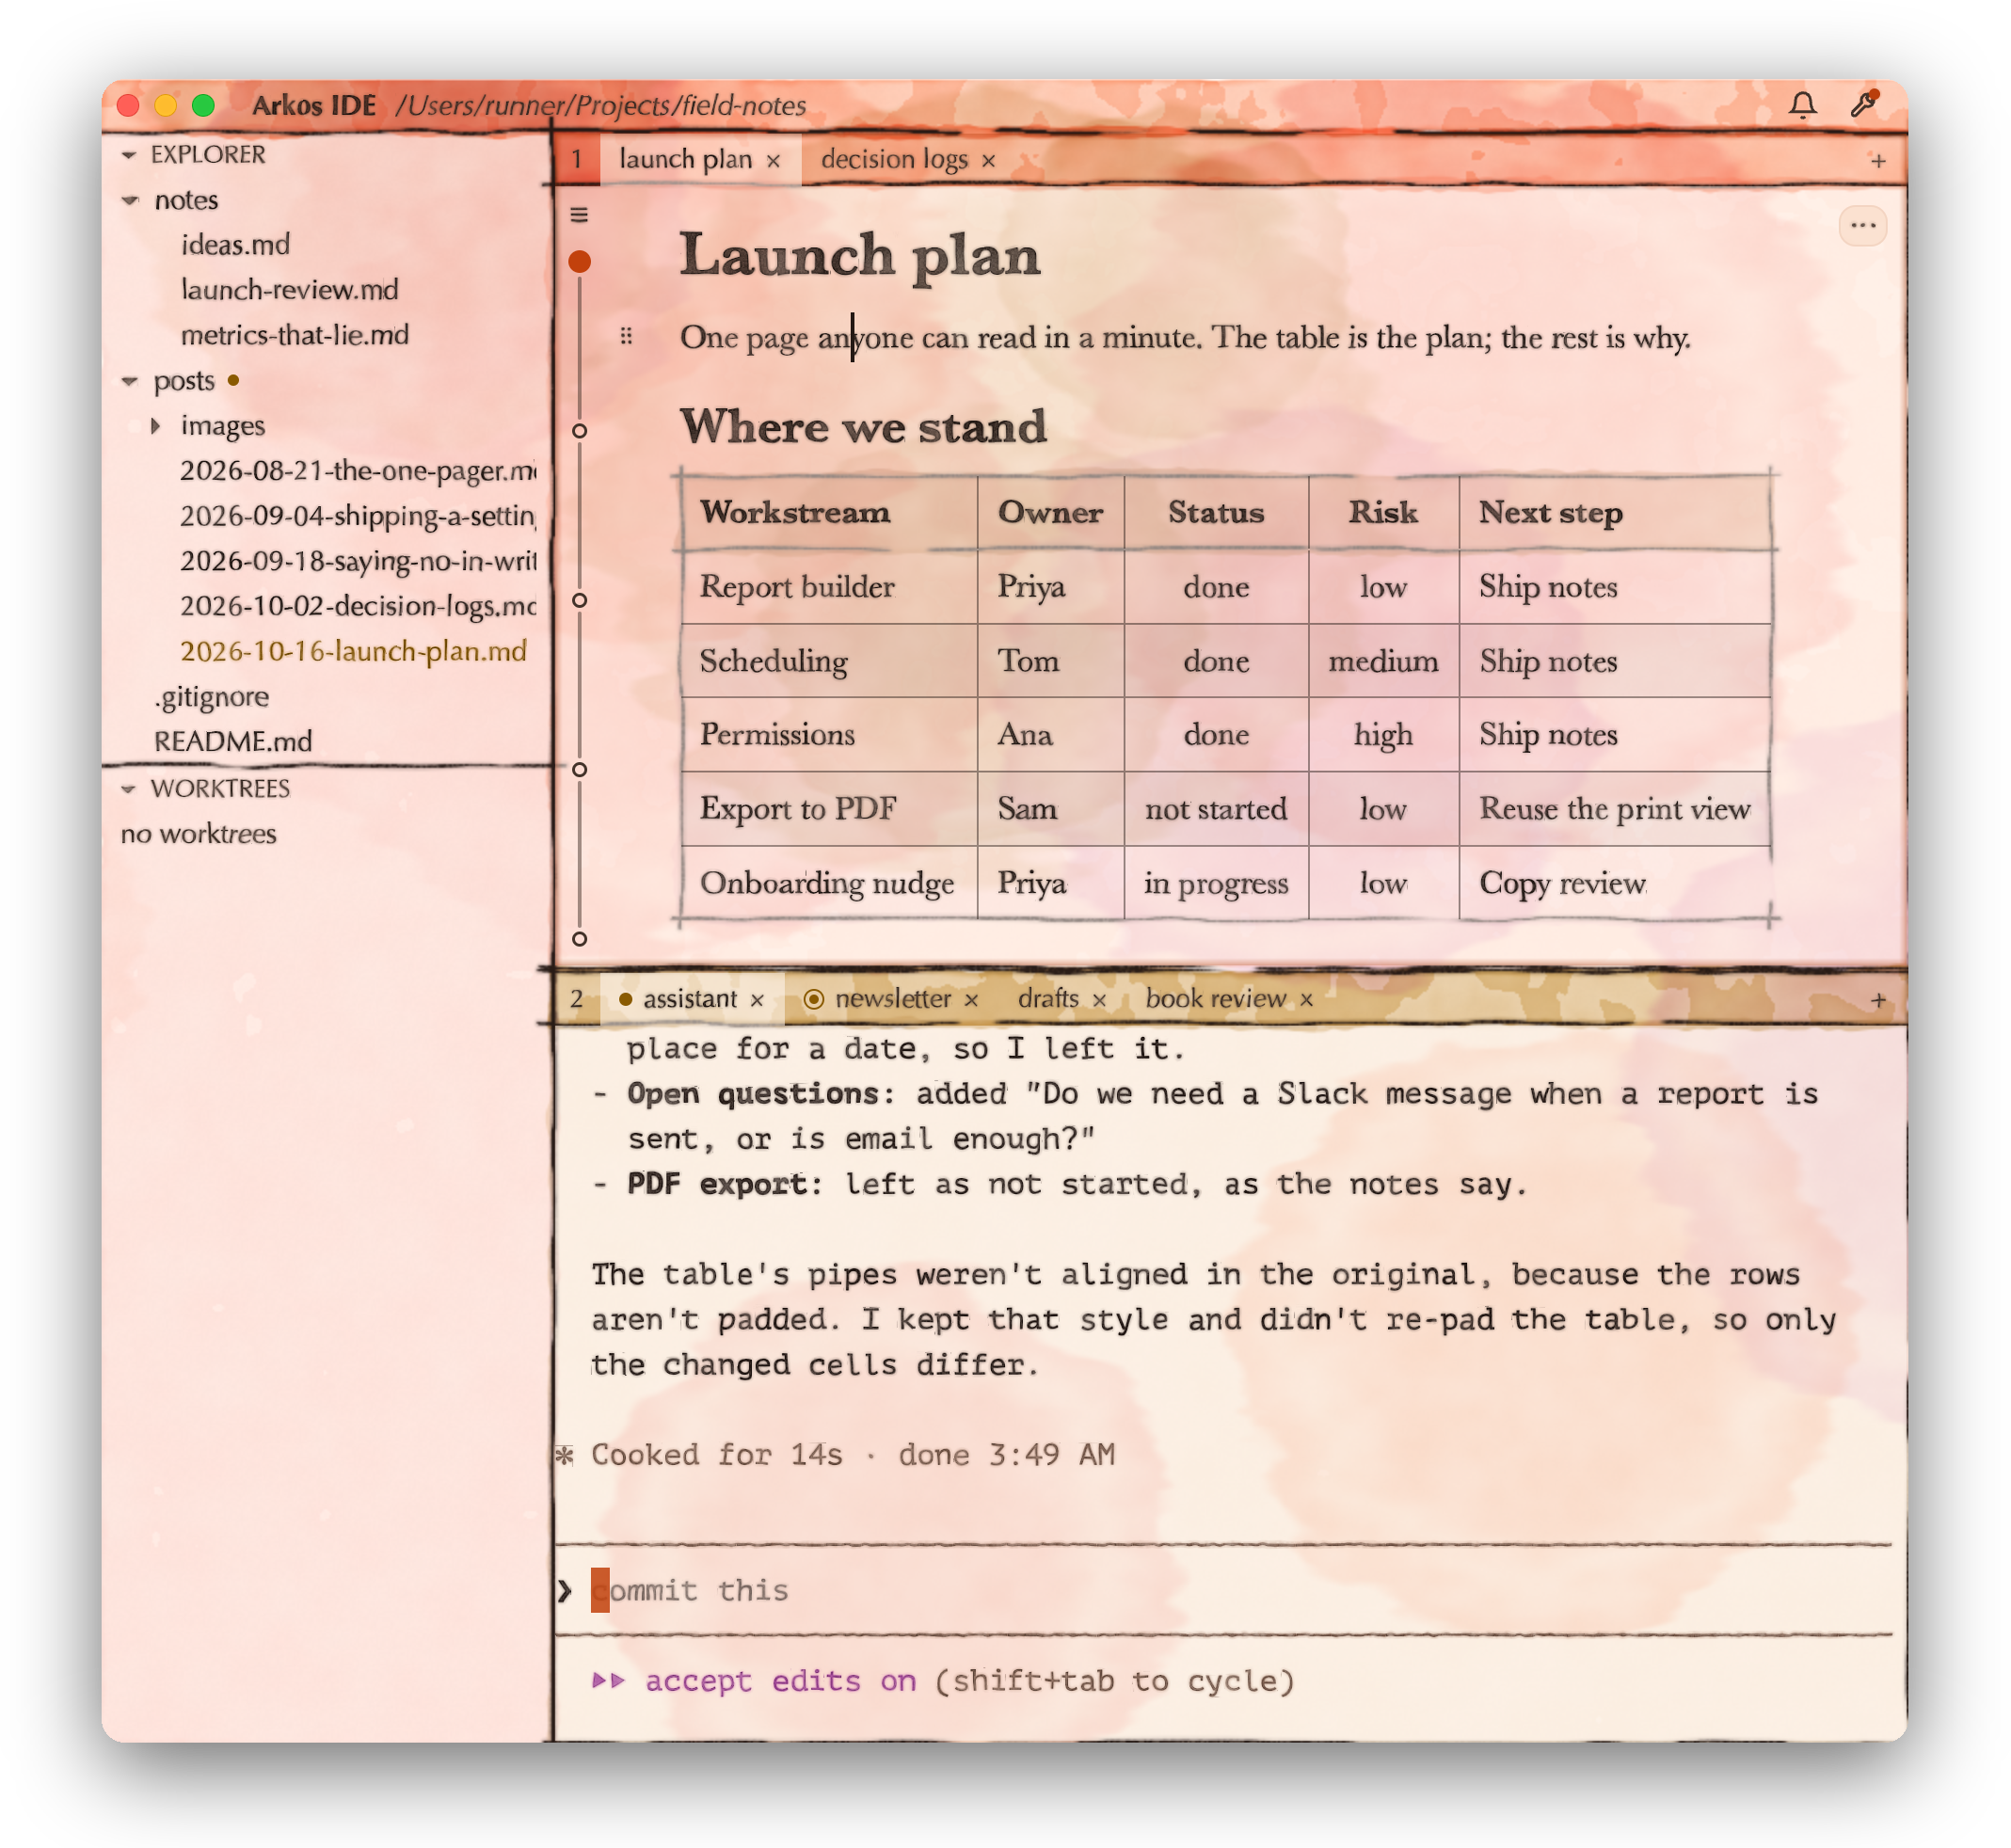 Arkos IDE /Users/runner/Projects/field-notes
EXPLORER
notes
ideas.md
launch-review.md
metrics-that-lie.md
posts
images
2026-08-21-the-one-pager.m
2026-09-04-shipping-a-settin
2026-09-18-saying-no-in-writ
2026-10-02-decision-logs.m
2026-10-16-launch-plan.md
.gitignore
README.md
WORKTREES
no worktrees
1 launch plan × decision logs × +
Launch plan
One page anyone can read in a minute. The table is the plan; the rest is why.
Where we stand
Workstream Owner Status Risk Next step
Report builder Priya done low Ship notes
Scheduling Tom done medium Ship notes
Permissions Ana done high Ship notes
Export to PDF Sam not started low Reuse the print view
Onboarding nudge Priya in progress low Copy review
2 assistant × newsletter × drafts × book review × +
place for a date, so I left it.
- Open questions: added "Do we need a Slack message when a report is
sent, or is email enough?"
- PDF export: left as not started, as the notes say.
The table's pipes weren't aligned in the original, because the rows
aren't padded. I kept that style and didn't re-pad the table, so only
the changed cells differ.
✻ Cooked for 14s · done 3:49 AM
❯ commit this
▸▸ accept edits on (shift+tab to cycle)